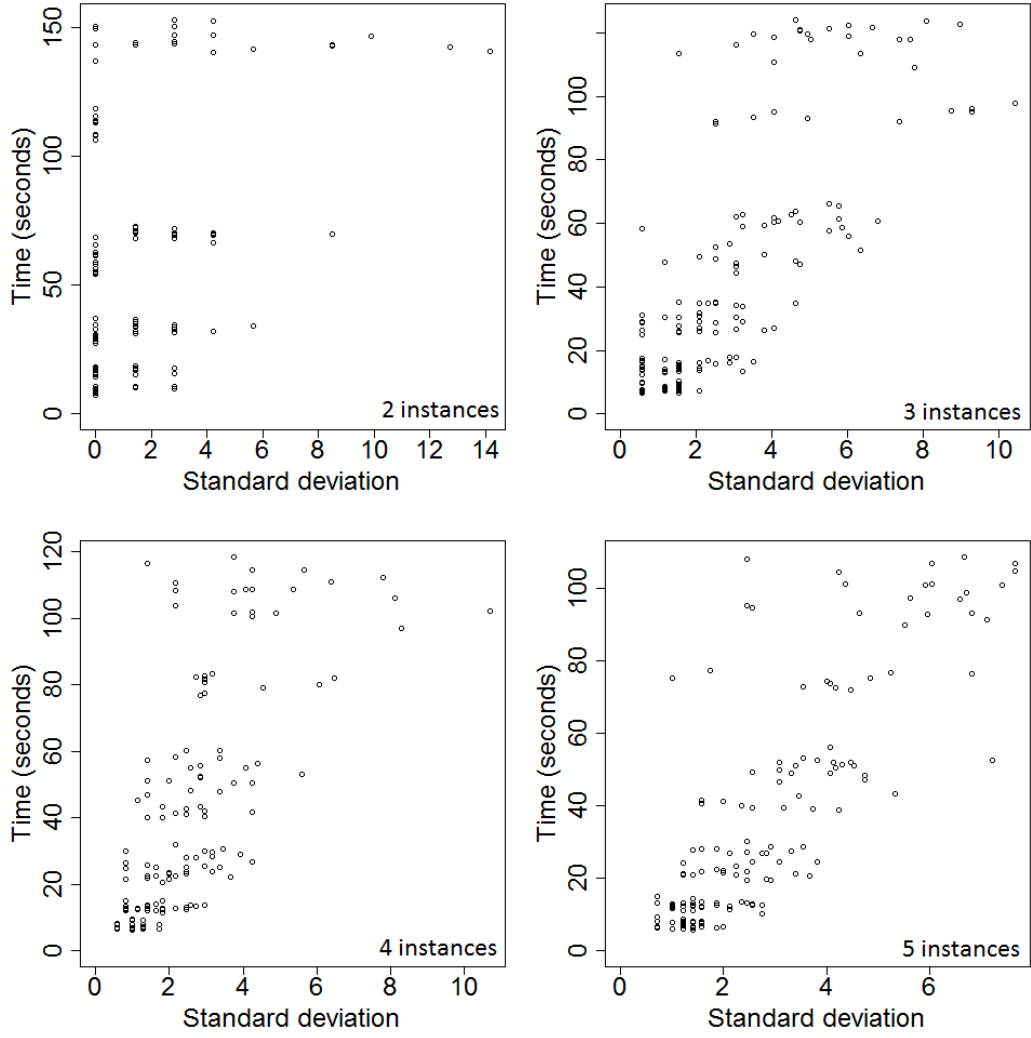 Time (seconds)
0 50 100 150
2 instances
0 2 4 6 8 10 12 14
Standard deviation
Time (seconds)
0 20 40 60 80 100
3 instances
0 2 4 6 8 10
Standard deviation
Time (seconds)
0 20 40 60 80 100 120
4 instances
0 2 4 6 8 10
Standard deviation
Time (seconds)
0 20 40 60 80 100
5 instances
0 2 4 6
Standard deviation